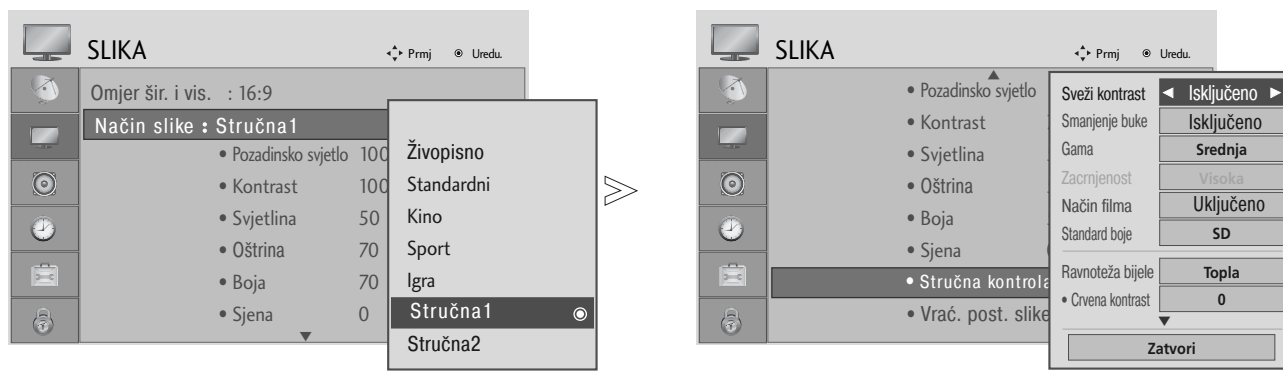 SLIKA
Prmj
Uredu.
Omjer šir. i vis. : 16:9
Način slike : Stručna1
• Pozadinsko svjetlo 100
• Kontrast 100
• Svjetlina 50
• Oštrina 70
• Boja 70
• Sjena 0
Živopisno
Standardni
Kino
Sport
Igra
Stručna1
Stručna2
SLIKA
Prmj
Uredu.
• Pozadinsko svjetlo
• Kontrast
• Svjetlina
• Oštrina
• Boja
• Sjena
• Stručna kontrola
• Vrać. post. slike
Sveži kontrast ◄ Isključeno ►
Smanjenje buke Isključeno
Gama Srednja
Zacrnjenost Visoka
Način filma Uključeno
Standard boje SD
Ravnoteža bijele Topla
• Crvena kontrast 0
Zatvori